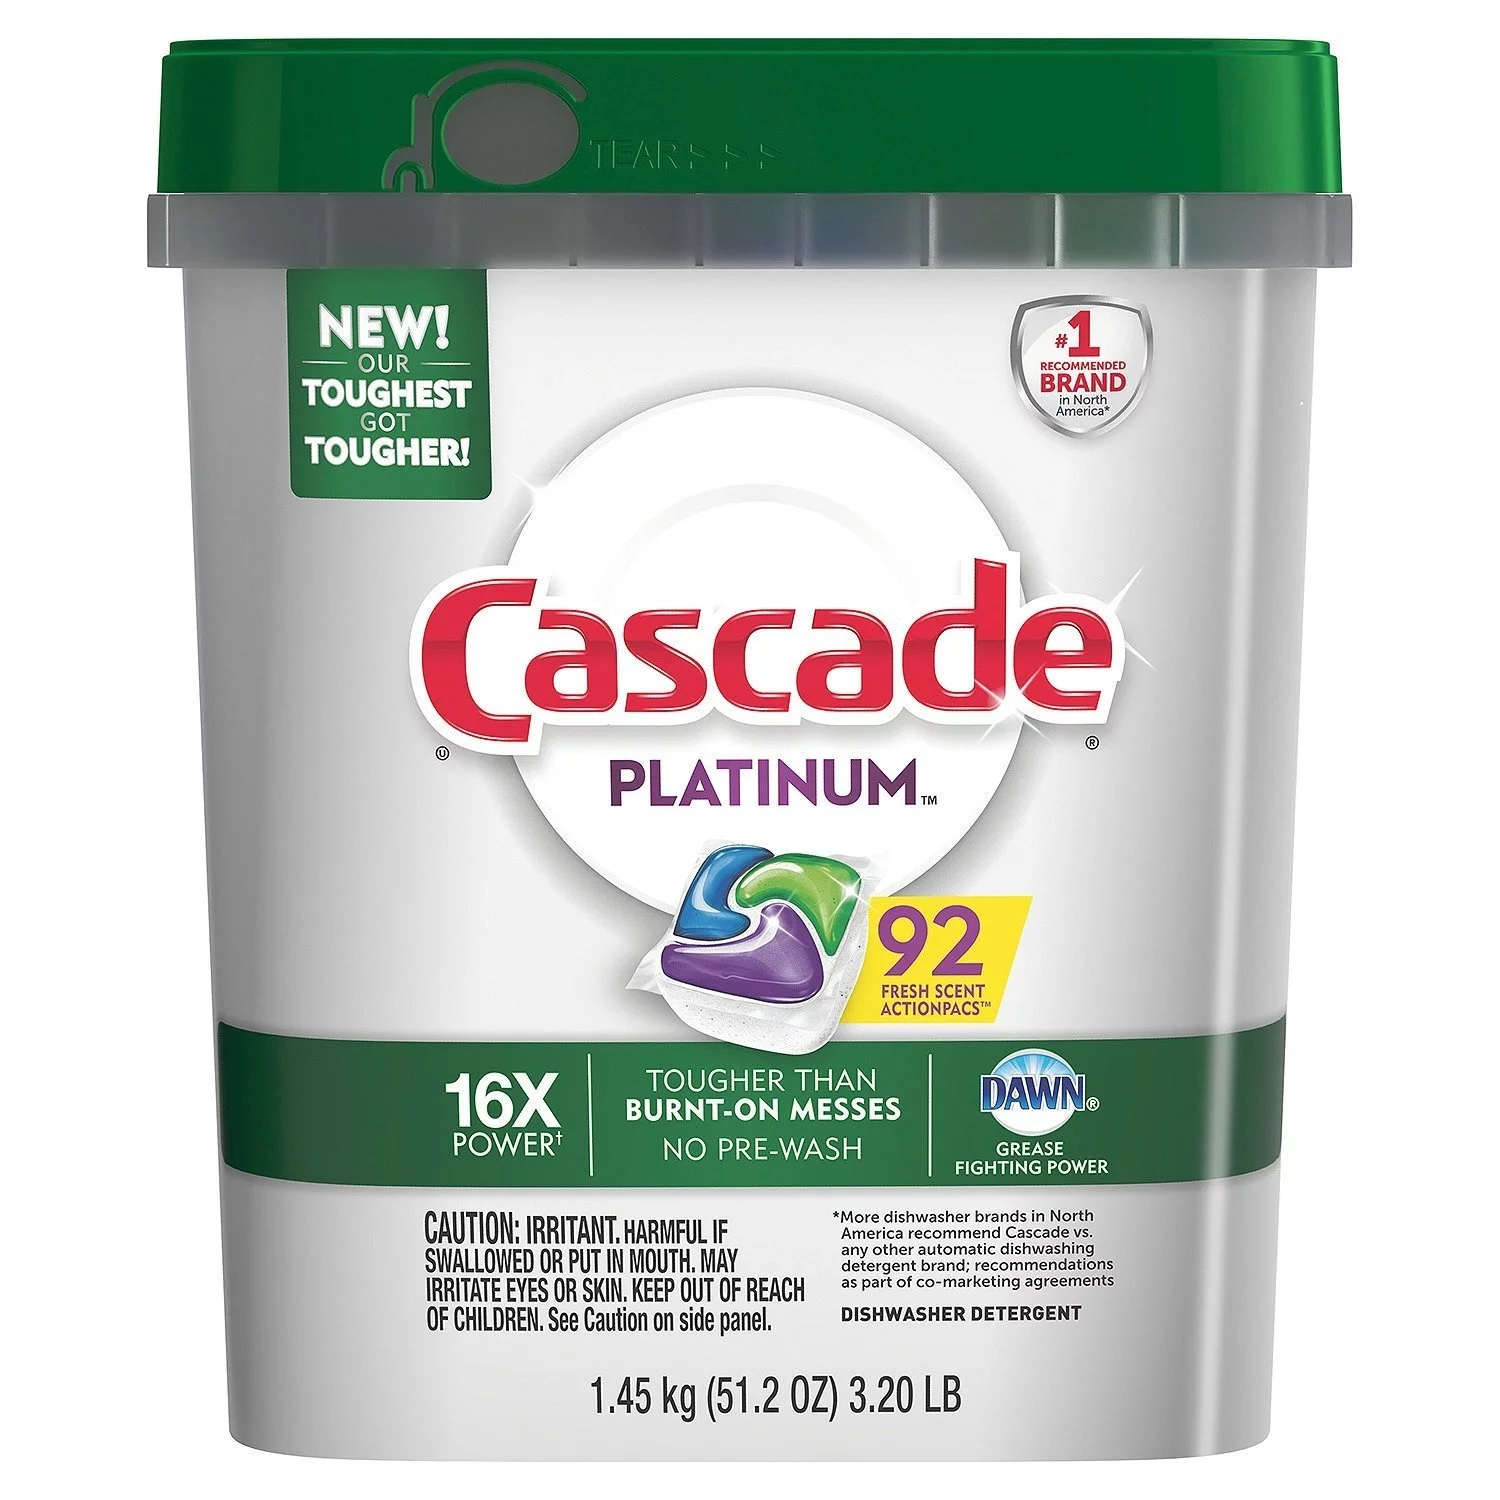 TEAR
NEW!
OUR
TOUGHEST
GOT
TOUGHER!
#1
RECOMMENDED
BRAND
in North
America*
Cascade
U
®
PLATINUM™
92
FRESH SCENT
ACTIONPACS™
16X
POWER†
TOUGHER THAN
BURNT-ON MESSES
NO PRE-WASH
DAWN®
GREASE
FIGHTING POWER
CAUTION: IRRITANT. HARMFUL IF
SWALLOWED OR PUT IN MOUTH. MAY
IRRITATE EYES OR SKIN. KEEP OUT OF REACH
OF CHILDREN. See Caution on side panel.
*More dishwasher brands in North
America recommend Cascade vs.
any other automatic dishwashing
detergent brand; recommendations
as part of co-marketing agreements
DISHWASHER DETERGENT
1.45 kg (51.2 OZ) 3.20 LB